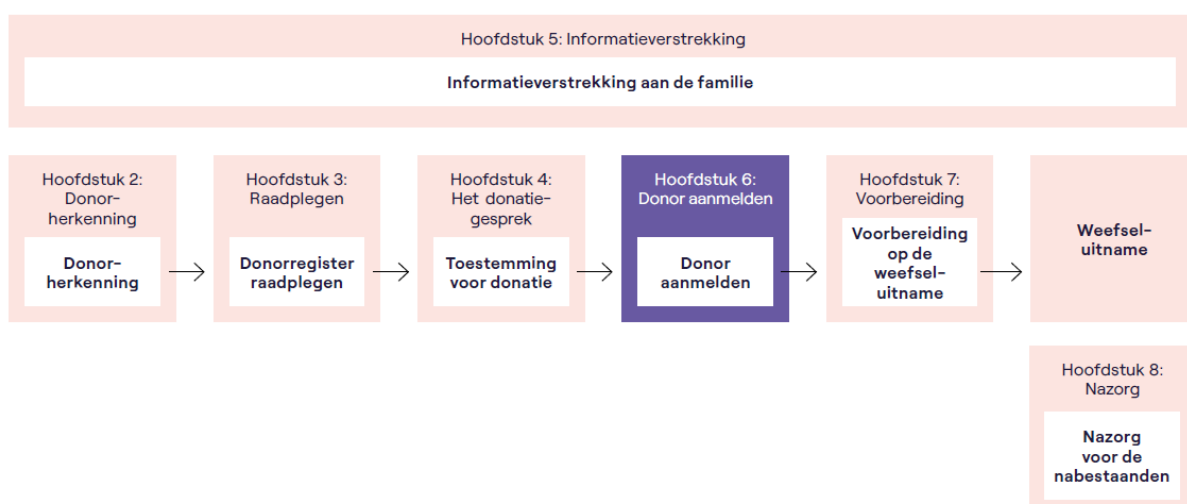 Hoofdstuk 5: Informatieverstrekking
Informatieverstrekking aan de familie
Hoofdstuk 2:
Donor-
herkenning
Donor-
herkenning
Hoofdstuk 3:
Raadplegen
Donorregister
raadplegen
Hoofdstuk 4:
Het donatie-
gesprek
Toestemming
voor donatie
Hoofdstuk 6:
Donor aanmelden
Donor
aanmelden
Hoofdstuk 7:
Voorbereiding
Voorbereiding
op de
weefsel-
uitname
Weefsel-
uitname
Hoofdstuk 8:
Nazorg
Nazorg
voor de
nabestaanden